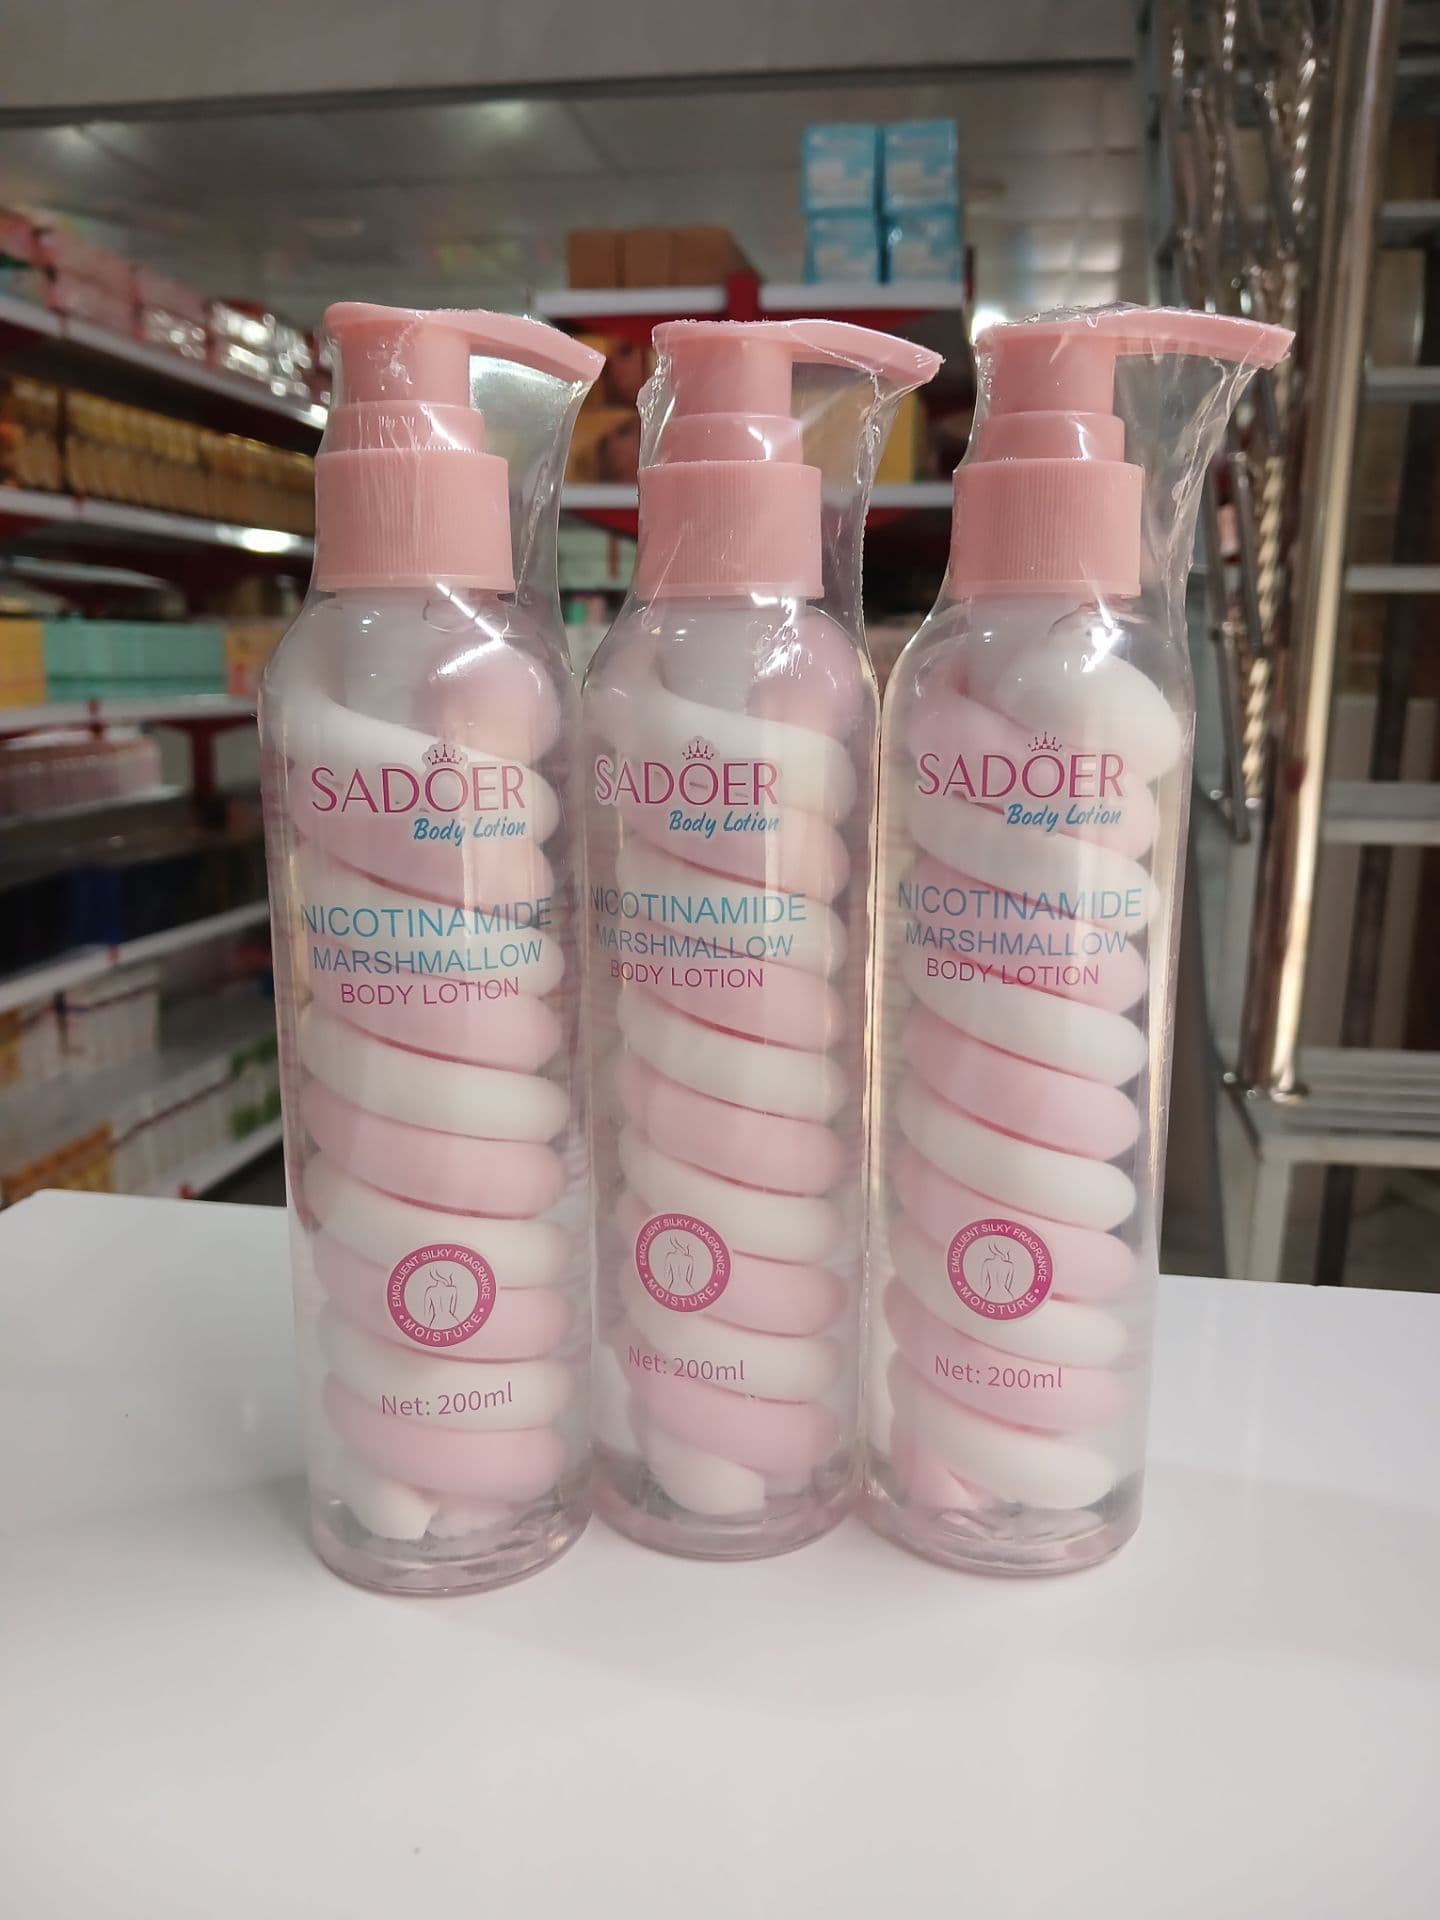 SADOER
Body Lotion
NICOTINAMIDE
MARSHMALLOW
BODY LOTION
EMOLLIENT SILKY FRAGRANCE
• MOISTURE •
Net: 200ml
SADOER
Body Lotion
NICOTINAMIDE
MARSHMALLOW
BODY LOTION
EMOLLIENT SILKY FRAGRANCE
• MOISTURE •
Net: 200ml
SADOER
Body Lotion
NICOTINAMIDE
MARSHMALLOW
BODY LOTION
EMOLLIENT SILKY FRAGRANCE
• MOISTURE •
Net: 200ml